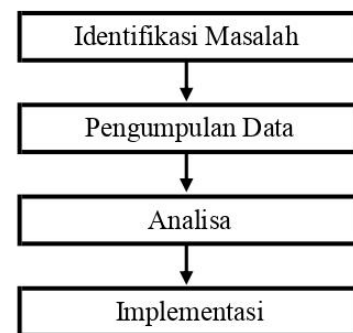 Identifikasi Masalah
Pengumpulan Data
Analisa
Implementasi